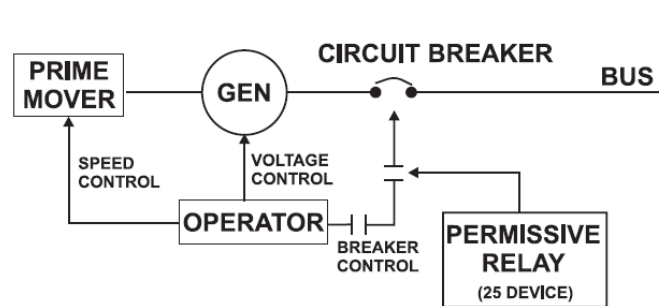 PRIME
MOVER
GEN
CIRCUIT BREAKER
BUS
SPEED
CONTROL
VOLTAGE
CONTROL
OPERATOR
BREAKER
CONTROL
PERMISSIVE
RELAY
(25 DEVICE)